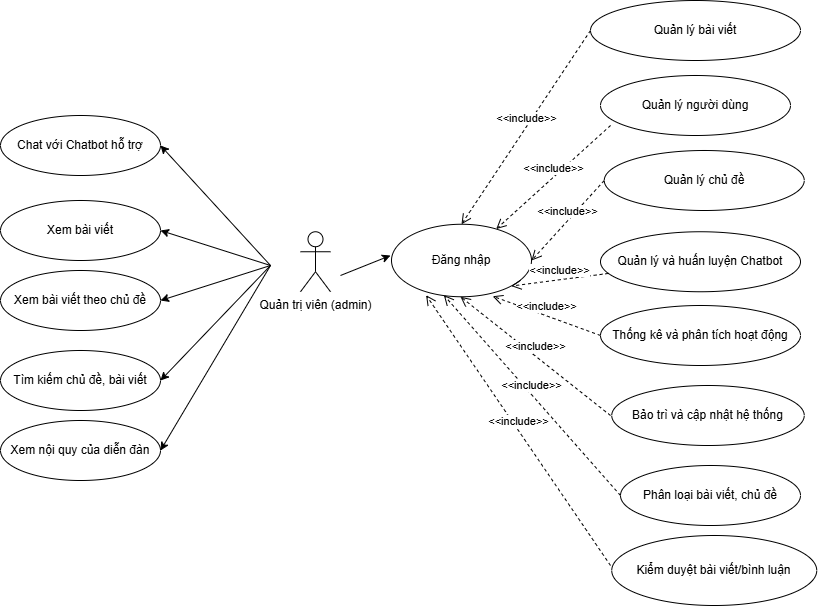 Quản lý bài viết
<<include>>
Quản lý người dùng
Chat với Chatbot hỗ trợ
<<include>>
Quản lý chủ đề
<<include>>
Xem bài viết
Đăng nhập
Quản lý và huấn luyện Chatbot
<<include>>
Xem bài viết theo chủ đề
Quản trị viên (admin)
<<include>>
Thống kê và phân tích hoạt động
<<include>>
Tìm kiếm chủ đề, bài viết
<<include>>
Bảo trì và cập nhật hệ thống
<<include>>
Xem nội quy của diễn đàn
Phân loại bài viết, chủ đề
Kiểm duyệt bài viết/bình luận